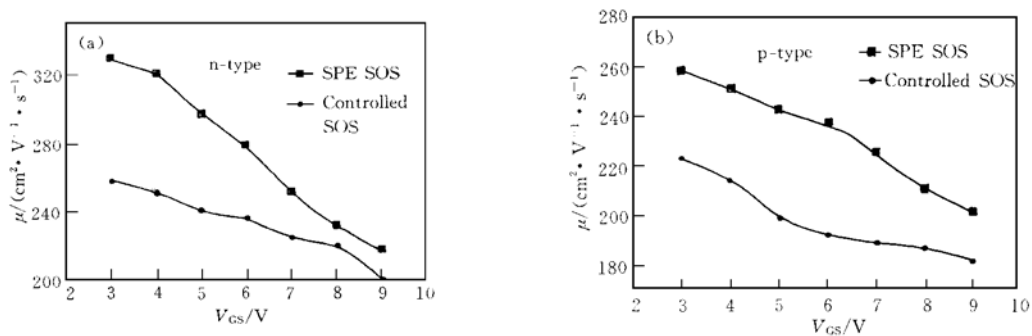 (a)
n-type
SPE SOS
Controlled
SOS
320
280
240
200
μ/(cm²· V⁻¹· s⁻¹)
2 3 4 5 6 7 8 9 10
V_GS/V
(b)
p-type
SPE SOS
Controlled SOS
280
260
240
220
200
180
μ/(cm²· V⁻¹· s⁻¹)
2 3 4 5 6 7 8 9 10
V_GS/V